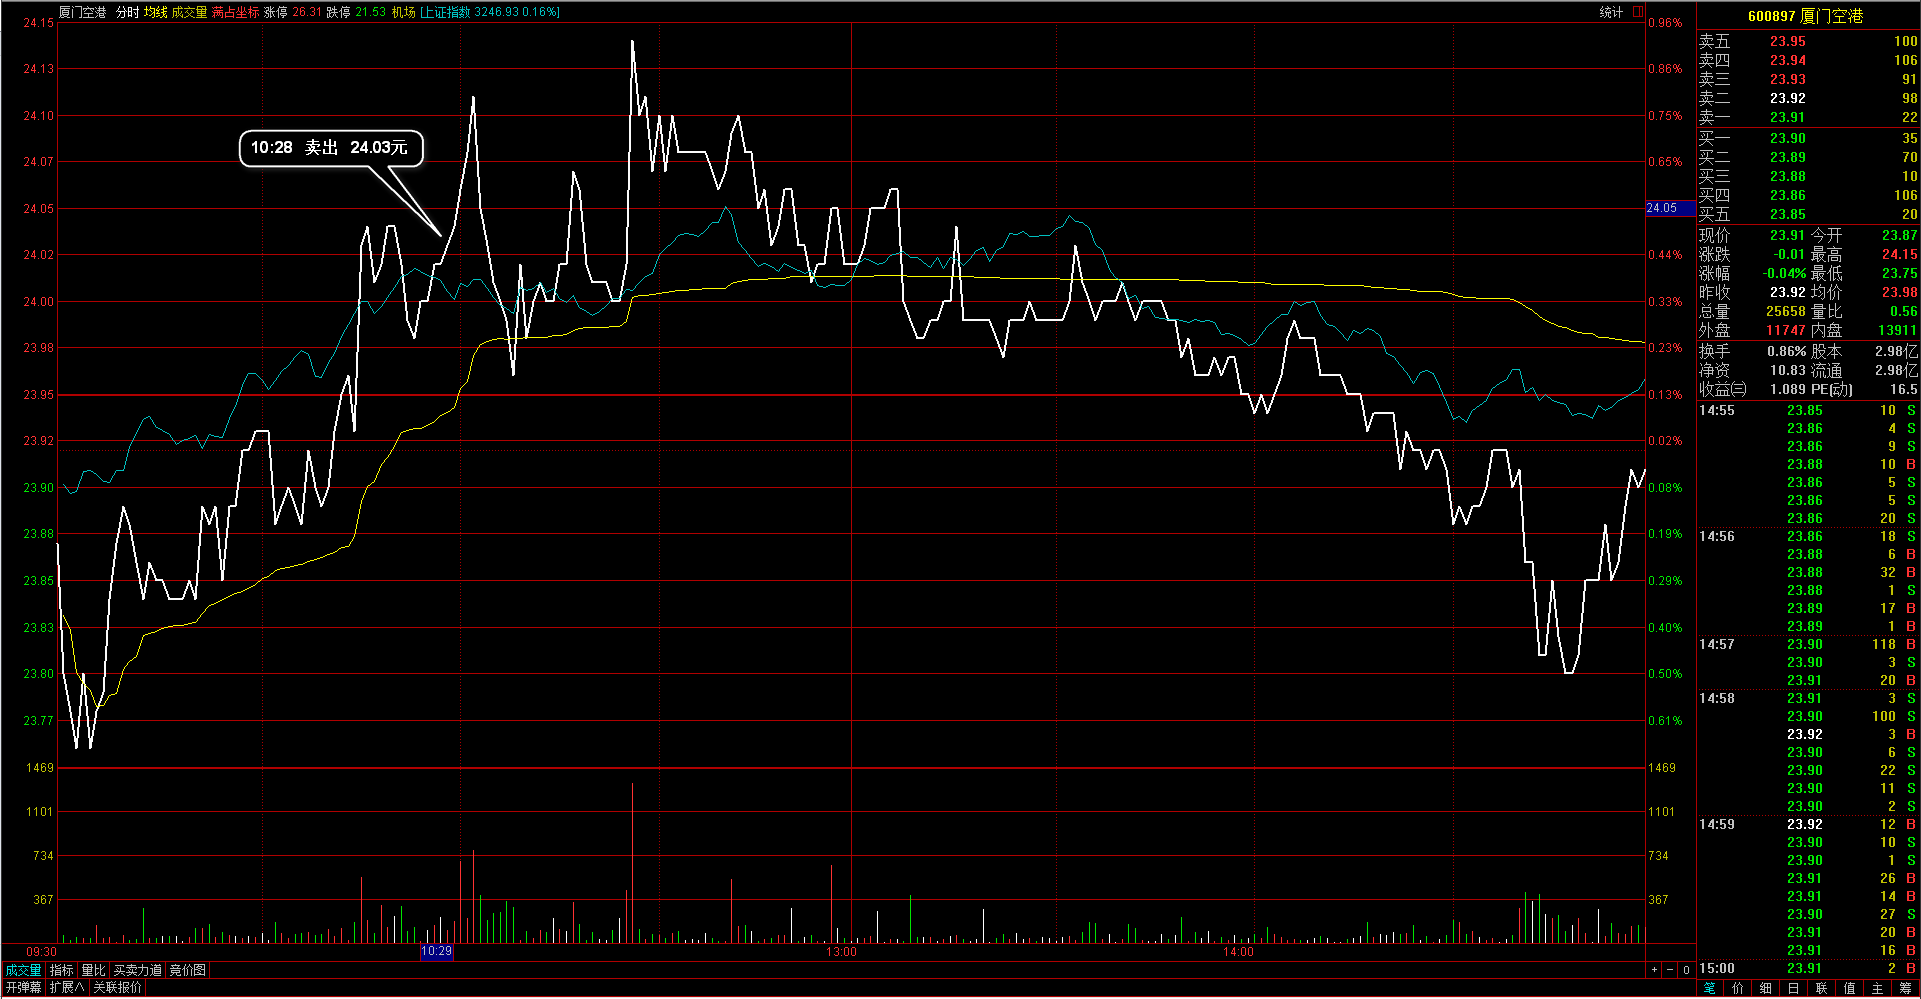 厦门空港 分时 均线 成交量 满占坐标 涨停 26.31 跌停 21.53 机场 [上证指数 3246.93 0.16%] 统计
24.15
24.13
24.10
24.07
24.05
24.02
24.00
23.98
23.95
23.92
23.90
23.88
23.85
23.83
23.80
23.77
1469
1101
734
367
10:28 卖出 24.03元
0.96%
0.86%
0.75%
0.65%
24.05
0.44%
0.33%
0.23%
0.13%
0.02%
0.08%
0.19%
0.29%
0.40%
0.50%
0.61%
1469
1101
734
367
09:30 10:29 13:00 14:00
成交量 指标 量比 买卖力道 竞价图 + - 0
开弹幕 扩展∧ 关联报价
600897 厦门空港
卖五 23.95 100
卖四 23.94 106
卖三 23.93 91
卖二 23.92 98
卖一 23.91 22
买一 23.90 35
买二 23.89 70
买三 23.88 10
买四 23.86 106
买五 23.85 20
现价 23.91 今开 23.87
涨跌 -0.01 最高 24.15
涨幅 -0.04% 最低 23.75
昨收 23.92 均价 23.98
总量 25658 量比 0.56
外盘 11747 内盘 13911
换手 0.86% 股本 2.98亿
净资 10.83 流通 2.98亿
收益㈢ 1.089 PE(动) 16.5
14:55 23.85 10 S
23.86 4 S
23.86 9 S
23.88 10 B
23.86 5 S
23.86 5 S
23.86 20 S
14:56 23.86 18 S
23.88 6 B
23.88 32 B
23.88 1 S
23.89 17 B
23.89 1 B
14:57 23.90 118 B
23.90 3 S
23.91 20 B
14:58 23.91 3 S
23.90 100 S
23.92 3 B
23.90 6 S
23.90 22 S
23.90 11 S
23.90 2 S
14:59 23.92 12 B
23.90 10 S
23.90 1 S
23.91 26 B
23.91 14 B
23.90 27 S
23.91 20 B
23.91 16 B
15:00 23.91 2 B
笔 价 细 日 联 值 主 筹